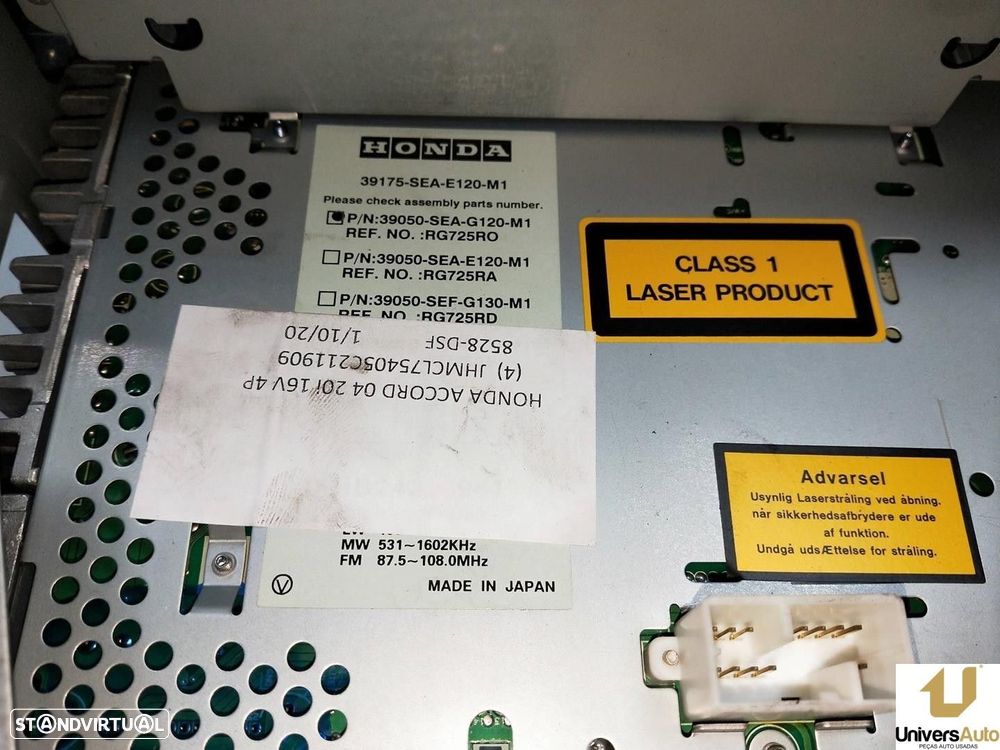 HONDA
39175-SEA-E120-M1
Please check assembly parts number.
P/N:39050-SEA-G120-M1
REF. NO. :RG725RO
P/N:39050-SEA-E120-M1
REF. NO. :RG725RA
P/N:39050-SEF-G130-M1
REF. NO. :RG725RD
HONDA ACCORD 04 20i 16V 4P
(4) JHMCL75405C211909
8528-DSF 1/10/20
LW
MW 531~1602KHz
FM 87.5~108.0MHz
V
MADE IN JAPAN
CLASS 1
LASER PRODUCT
Advarsel
Usynlig Laserstråling ved åbning,
når sikkerhedsafbrydere er ude
af funktion.
Undgå udsÆttelse for stråling.
STANDVIRTUAL
UniversAuto
PEÇAS AUTO USADAS